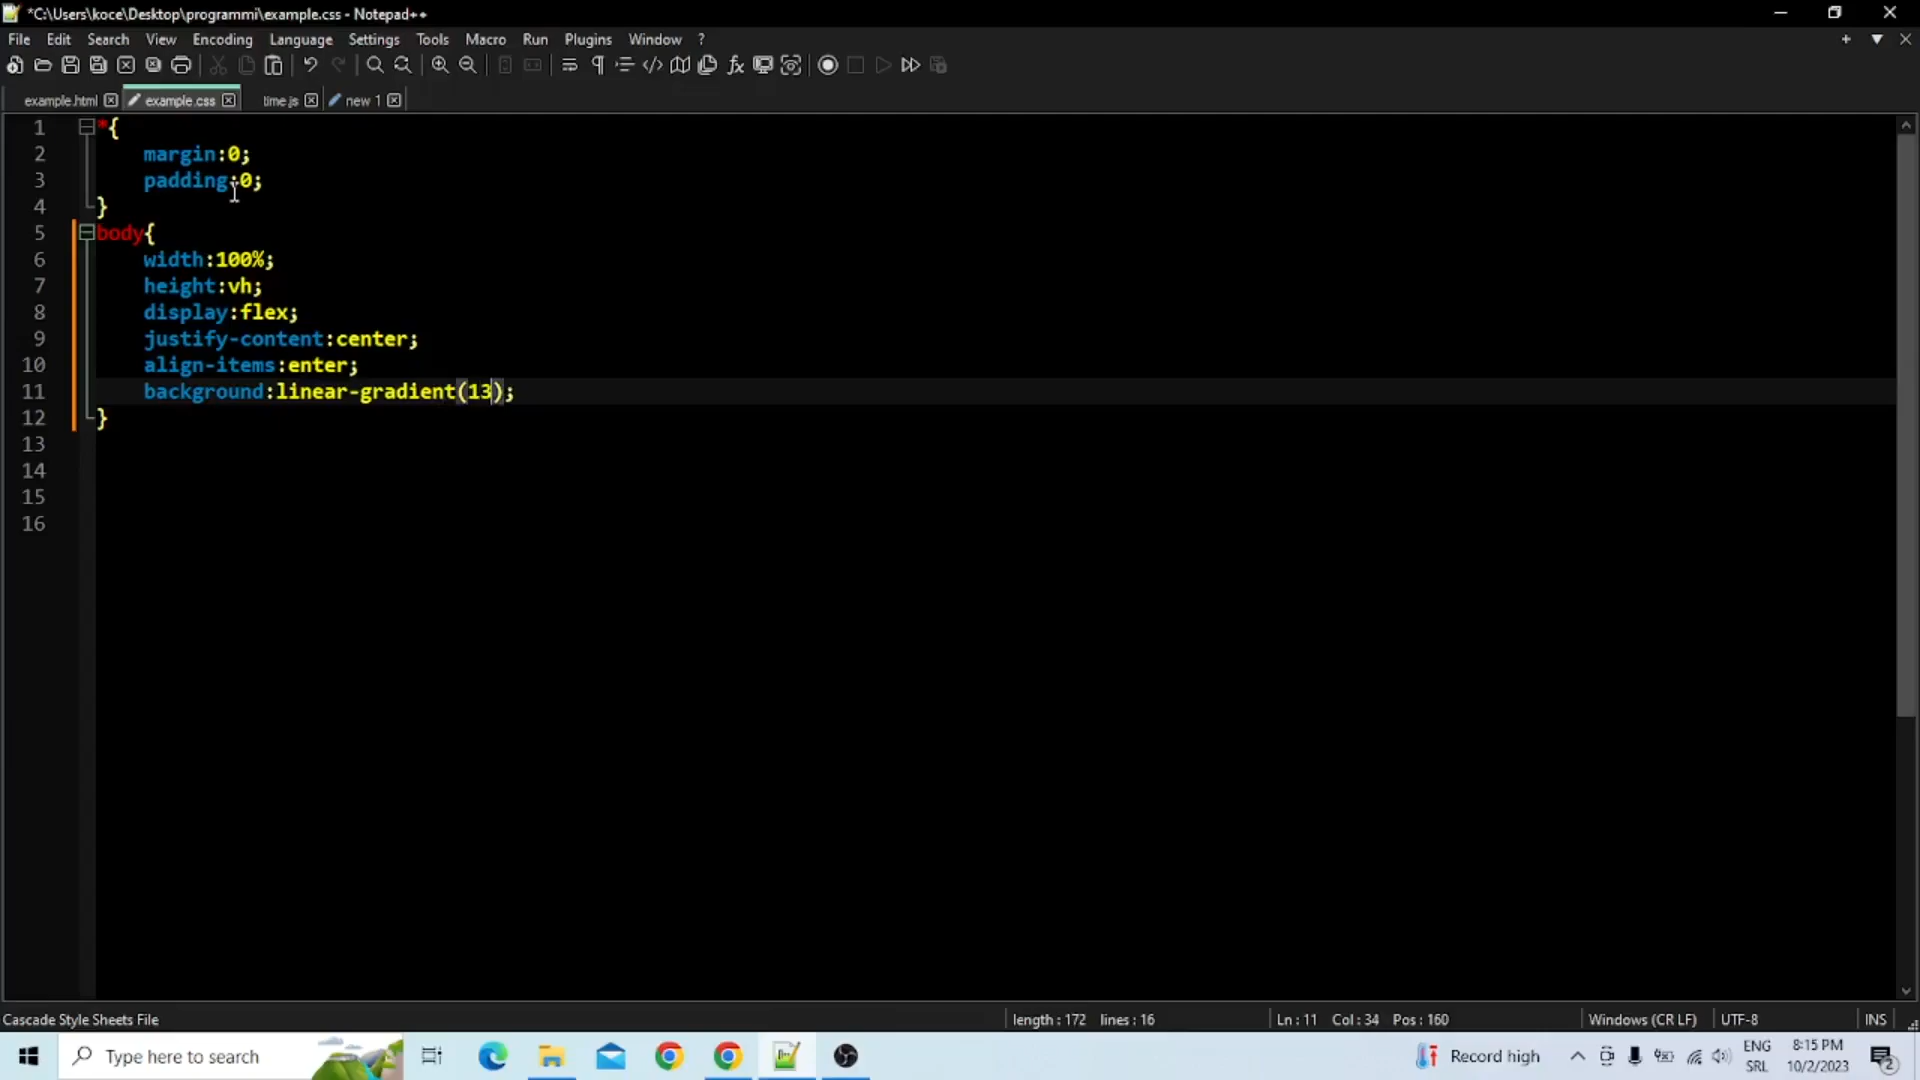 *C:\Users\koce\Desktop\programmi\example.css - Notepad++
File Edit Search View Encoding Language Settings Tools Macro Run Plugins Window ?
example.html example.css time.js new 1
1 *{
2 margin:0;
3 padding:0;
4 }
5 body{
6 width:100%;
7 height:vh;
8 display:flex;
9 justify-content:center;
10 align-items:enter;
11 background:linear-gradient(13);
12 }
13
14
15
16
Cascade Style Sheets File length : 172 lines : 16 Ln : 11 Col : 34 Pos : 160 Windows (CR LF) UTF-8 INS
Type here to search Record high ENG SRL 8:15 PM 10/2/2023 2